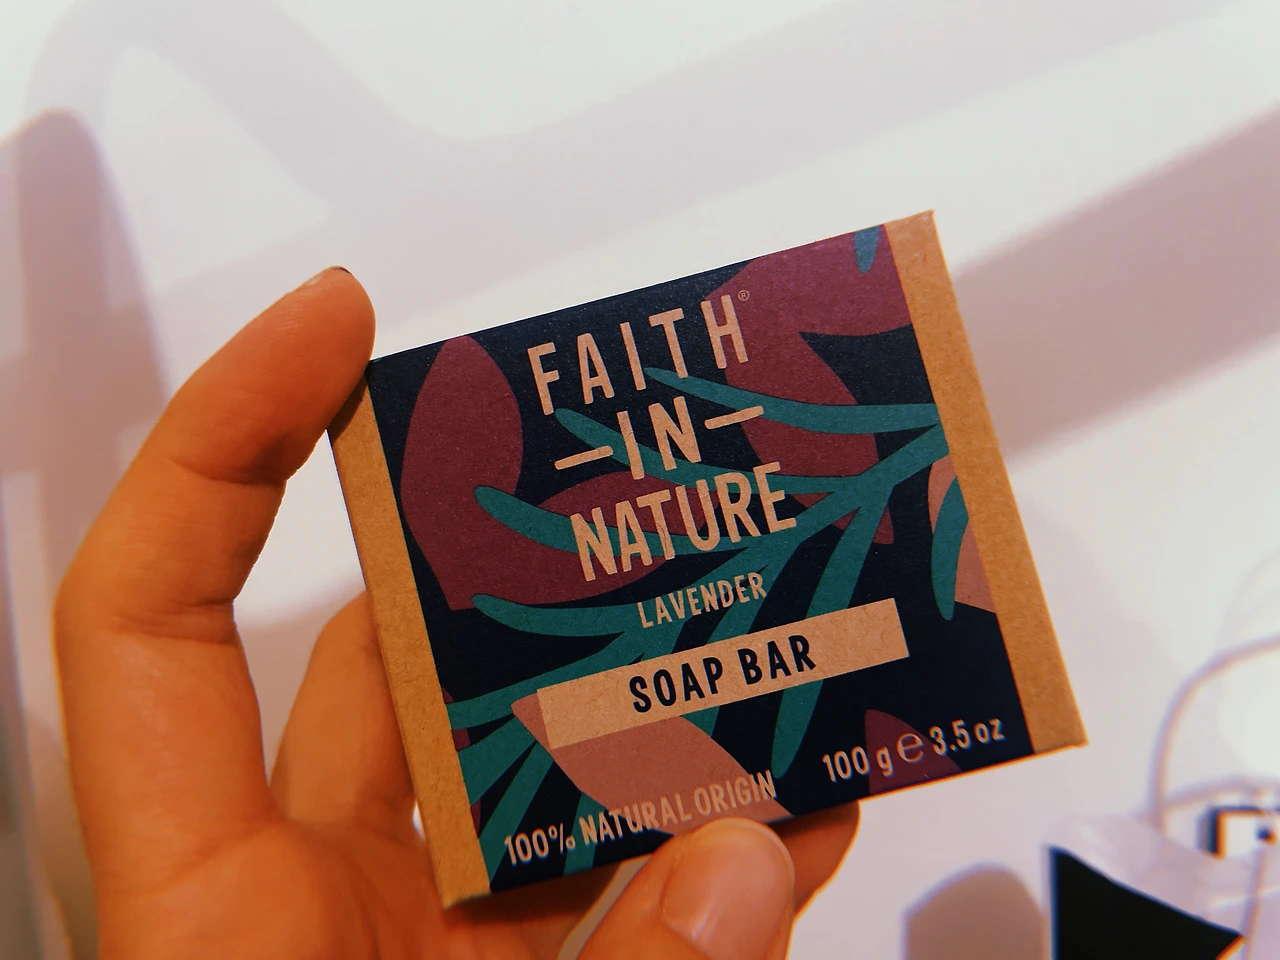 FAITH®
—IN—
NATURE
LAVENDER
SOAP BAR
100 g ℮ 3.5 oz
100% NATURAL ORIGIN